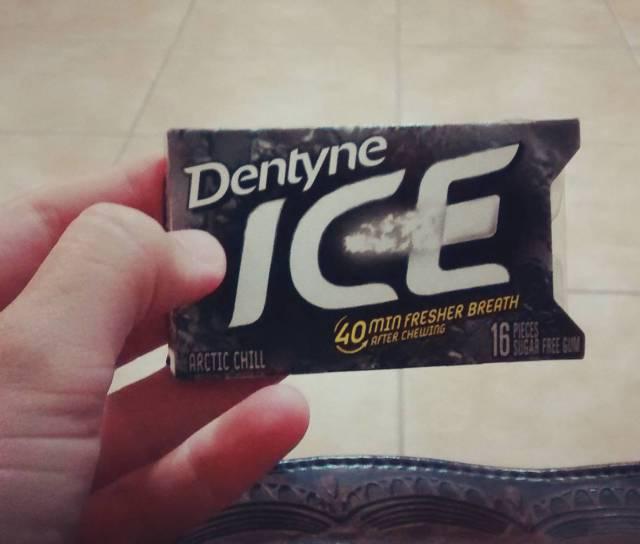 Dentyne
ICE
40 MIN FRESHER BREATH
AFTER CHEWING
ARCTIC CHILL
16 PIECES
SUGAR FREE GUM